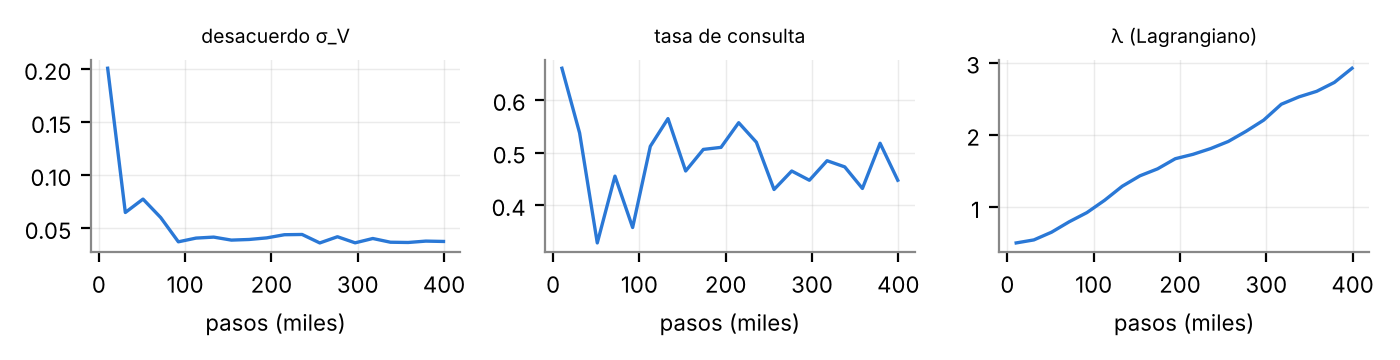 desacuerdo σ_V
0.20
0.15
0.10
0.05
0 100 200 300 400
pasos (miles)
tasa de consulta
0.6
0.5
0.4
0 100 200 300 400
pasos (miles)
λ (Lagrangiano)
3
2
1
0 100 200 300 400
pasos (miles)